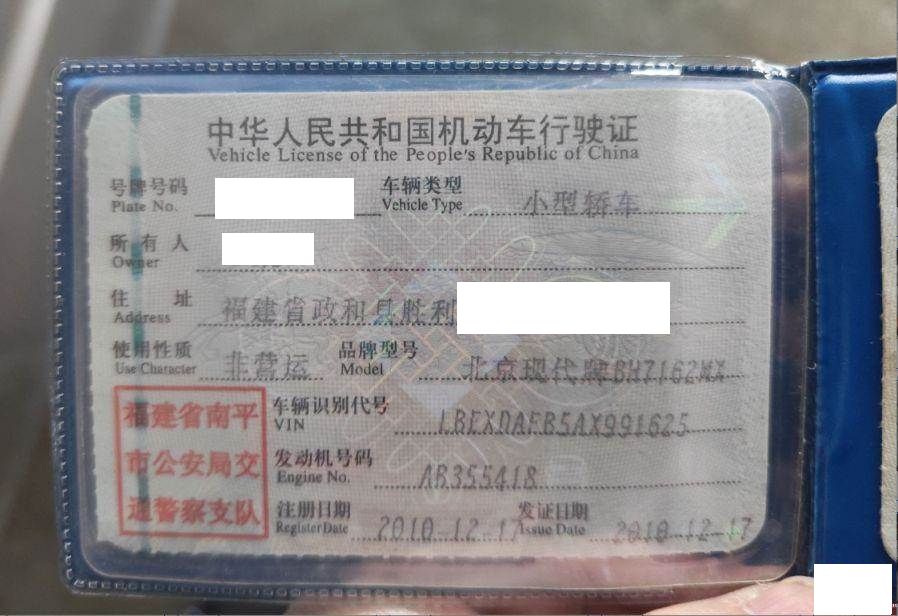 中华人民共和国机动车行驶证
Vehicle License of the People's Republic of China
号牌号码 车辆类型 小型轿车
Plate No. Vehicle Type
所有人
Owner
住址 福建省政和县胜利
Address
使用性质 非营运 品牌型号 北京现代牌BH7162MX
Use Character Model
福建省南平
市公安局交
通警察支队
车辆识别代号
VIN LBEXDAEB5AX991625
发动机号码
Engine No. AB355418
注册日期 2010-12-17 发证日期 2010-12-17
Register Date Issue Date